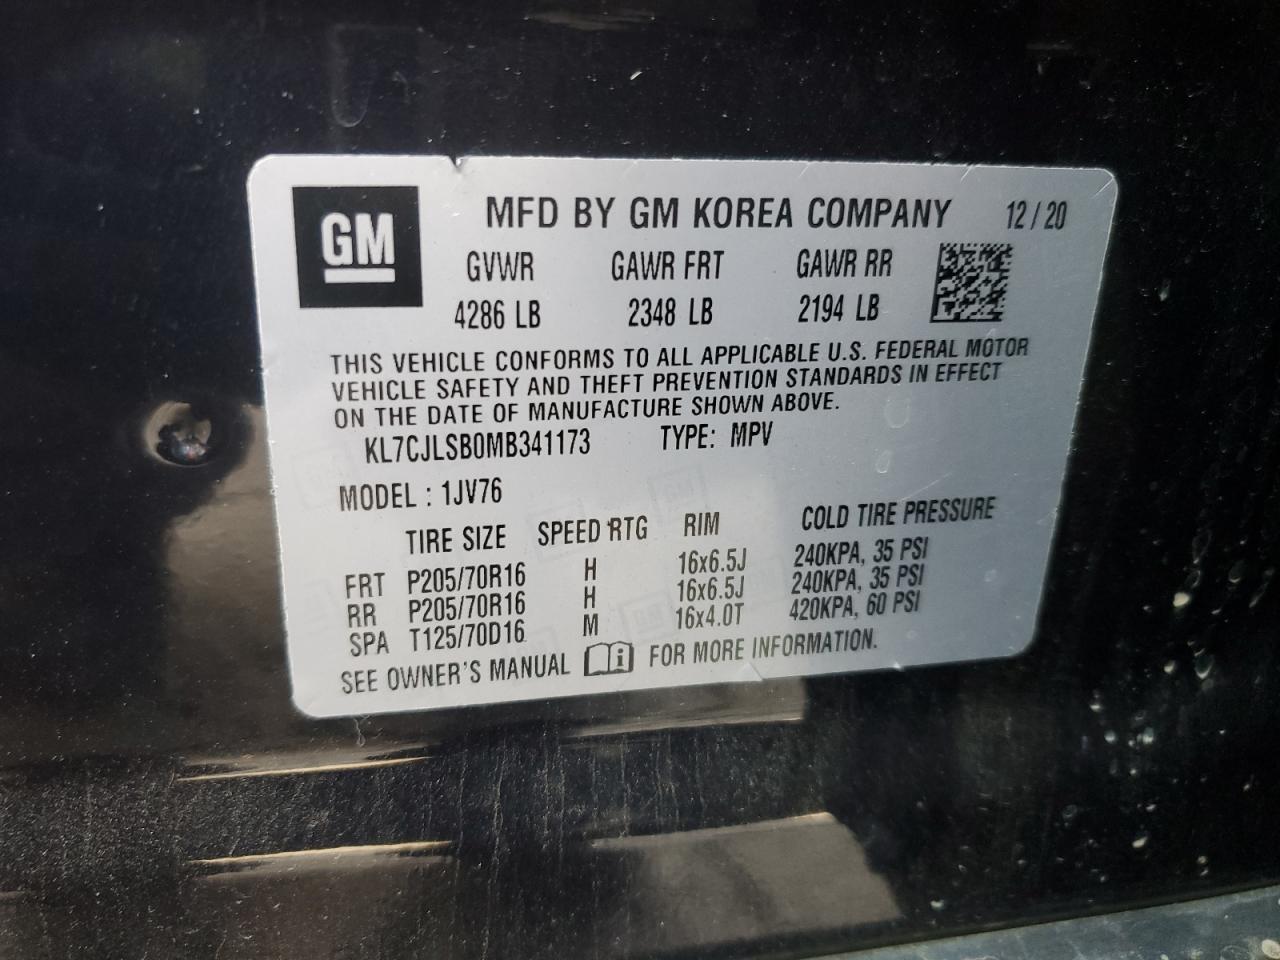 GM
MFD BY GM KOREA COMPANY 12/20
GVWR GAWR FRT GAWR RR
4286 LB 2348 LB 2194 LB
THIS VEHICLE CONFORMS TO ALL APPLICABLE U.S. FEDERAL MOTOR
VEHICLE SAFETY AND THEFT PREVENTION STANDARDS IN EFFECT
ON THE DATE OF MANUFACTURE SHOWN ABOVE.
KL7CJLSB0MB341173 TYPE: MPV
MODEL : 1JV76
TIRE SIZE SPEED RTG RIM COLD TIRE PRESSURE
FRT P205/70R16 H 16x6.5J 240KPA, 35 PSI
RR P205/70R16 H 16x6.5J 240KPA, 35 PSI
SPA T125/70D16 M 16x4.0T 420KPA, 60 PSI
SEE OWNER'S MANUAL i FOR MORE INFORMATION.